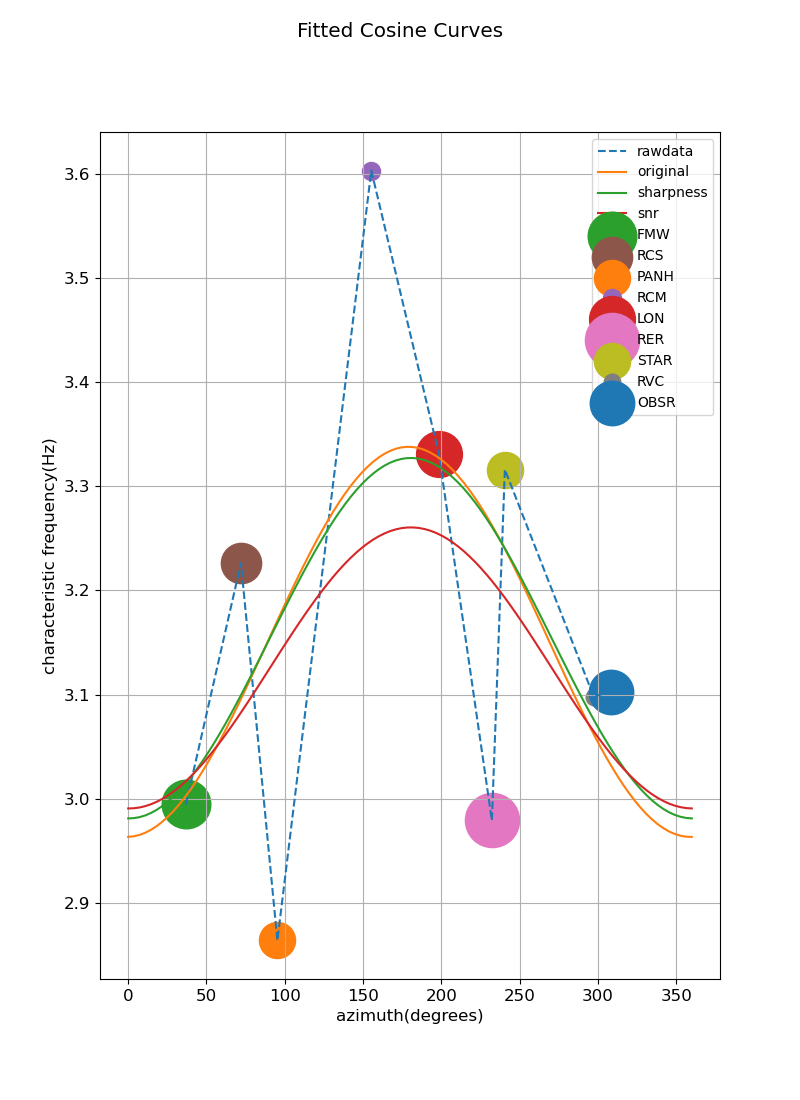 Fitted Cosine Curves
rawdata
original
sharpness
snr
FMW
RCS
PANH
RCM
LON
RER
STAR
RVC
OBSR
characteristic frequency(Hz)
3.6
3.5
3.4
3.3
3.2
3.1
3.0
2.9
0 50 100 150 200 250 300 350
azimuth(degrees)